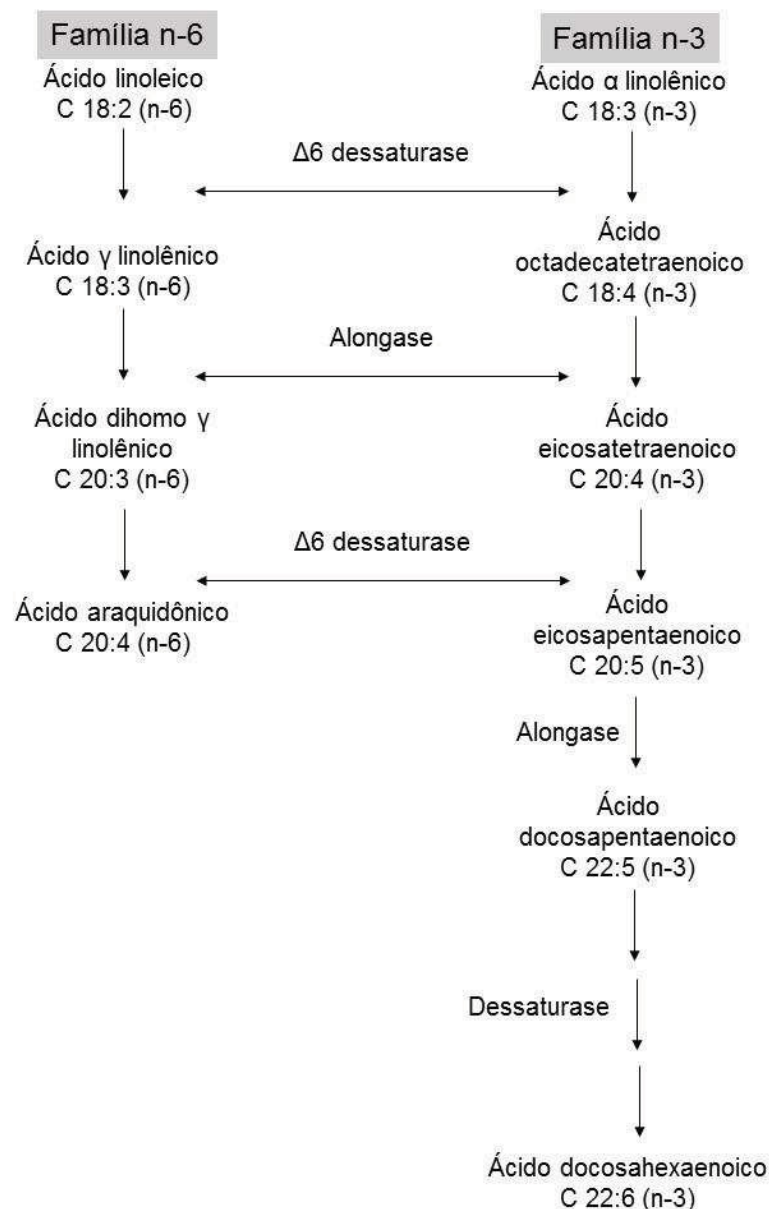 Família n-6
Família n-3
Ácido linoleico
C 18:2 (n-6)
Ácido α linolênico
C 18:3 (n-3)
Δ6 dessaturase
Ácido γ linolênico
C 18:3 (n-6)
Ácido
octadecatetraenoico
C 18:4 (n-3)
Alongase
Ácido dihomo γ
linolênico
C 20:3 (n-6)
Ácido
eicosatetraenoico
C 20:4 (n-3)
Δ6 dessaturase
Ácido araquidônico
C 20:4 (n-6)
Ácido
eicosapentaenoico
C 20:5 (n-3)
Alongase
Ácido
docosapentaenoico
C 22:5 (n-3)
Dessaturase
Ácido docosahexaenoico
C 22:6 (n-3)